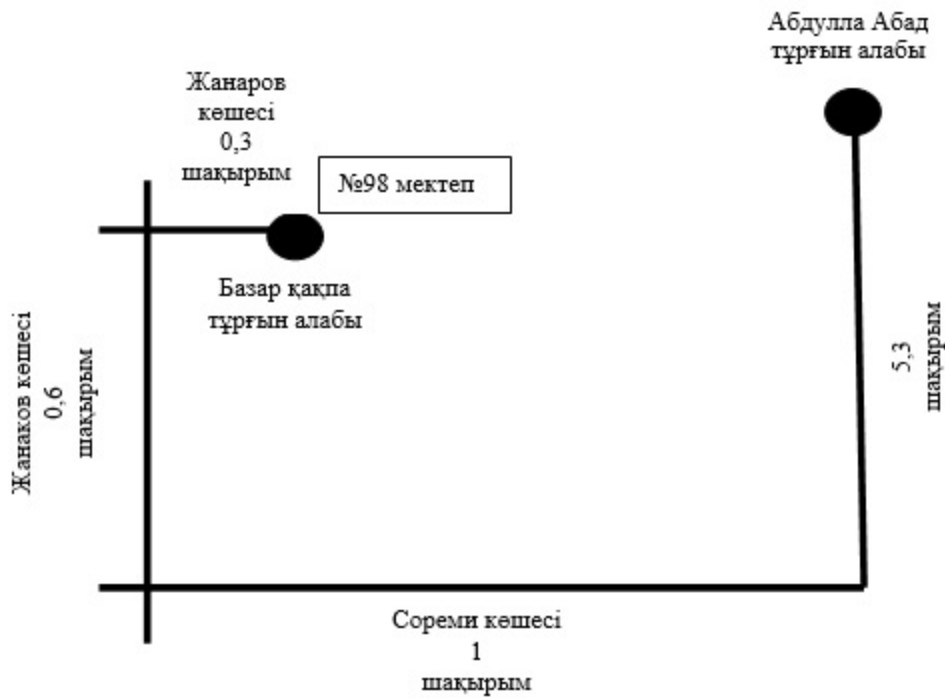 Абдулла Абад
тұрғын алабы
Жанаров
көшесі
0,3
шақырым
№98 мектеп
Базар қақпа
тұрғын алабы
Жанаков көшесі
0,6
шақырым
5,3
шақырым
Сореми көшесі
1
шақырым